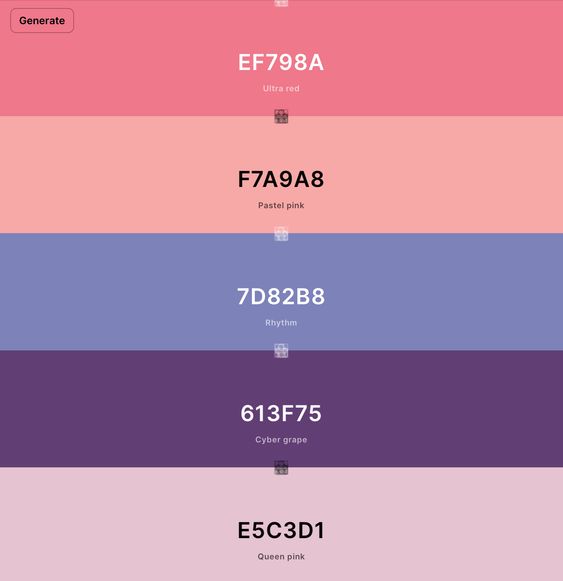 Generate
EF798A
Ultra red
F7A9A8
Pastel pink
7D82B8
Rhythm
613F75
Cyber grape
E5C3D1
Queen pink